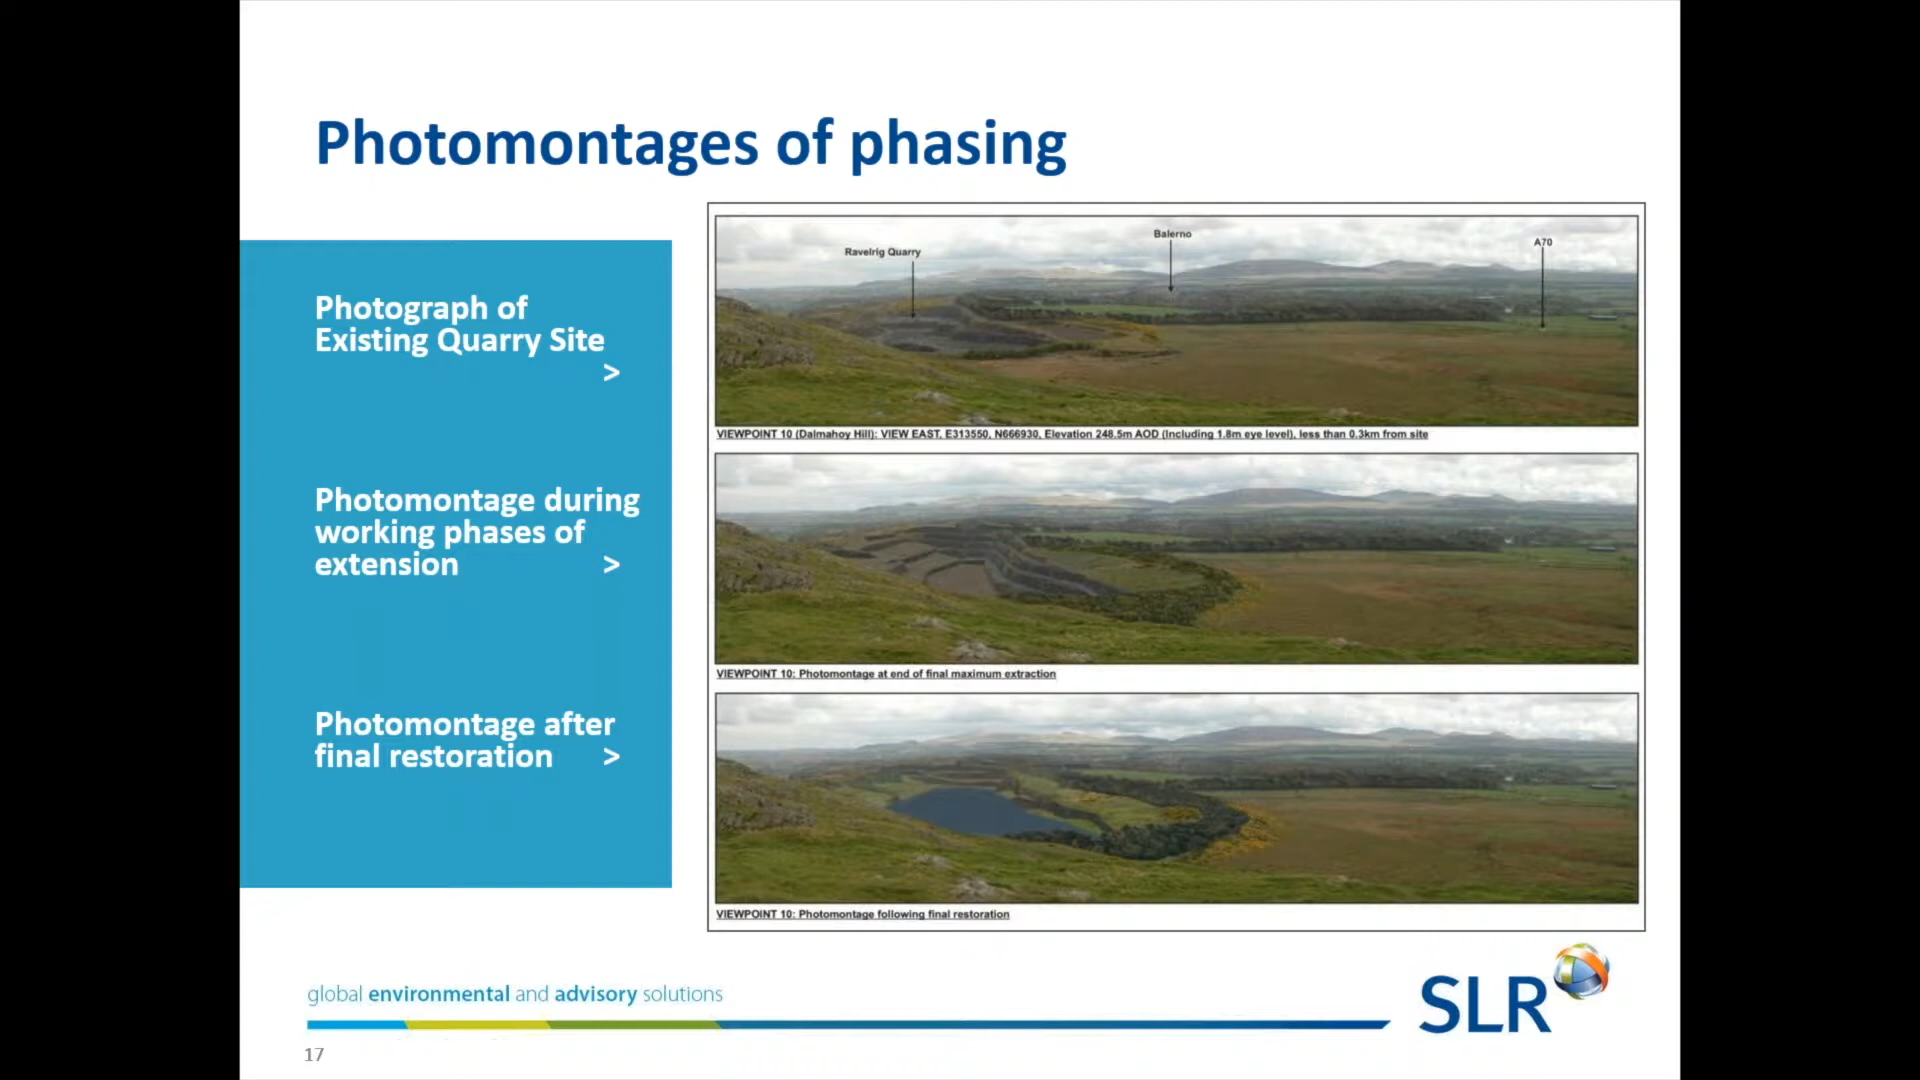 Photomontages of phasing
Photograph of
Existing Quarry Site
>
Photomontage during
working phases of
extension >
Photomontage after
final restoration >
Ravelrig Quarry
Balerno
A70
VIEWPOINT 10 (Dalmahoy Hill): VIEW EAST, E313550, N666930, Elevation 248.5m AOD (Including 1.8m eye level), less than 0.3km from site
VIEWPOINT 10: Photomontage at end of final maximum extraction
VIEWPOINT 10: Photomontage following final restoration
global environmental and advisory solutions
SLR
17